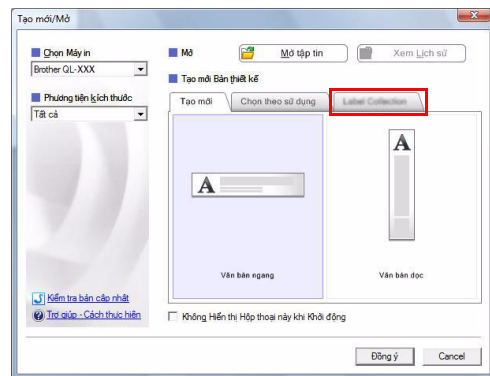 Tạo mới/Mở
Chọn Máy in
Brother QL-XXX
Phương tiện kích thước
Tất cả
Kiểm tra bản cập nhật
Trợ giúp - Cách thực hiện
Mở
Mở tập tin
Xem Lịch sử
Tạo mới Bản thiết kế
Tạo mới
Chọn theo sử dụng
Label Collection
A
Văn bản ngang
A
Văn bản dọc
Không Hiển thị Hộp thoại này khi Khởi động
Đồng ý
Cancel